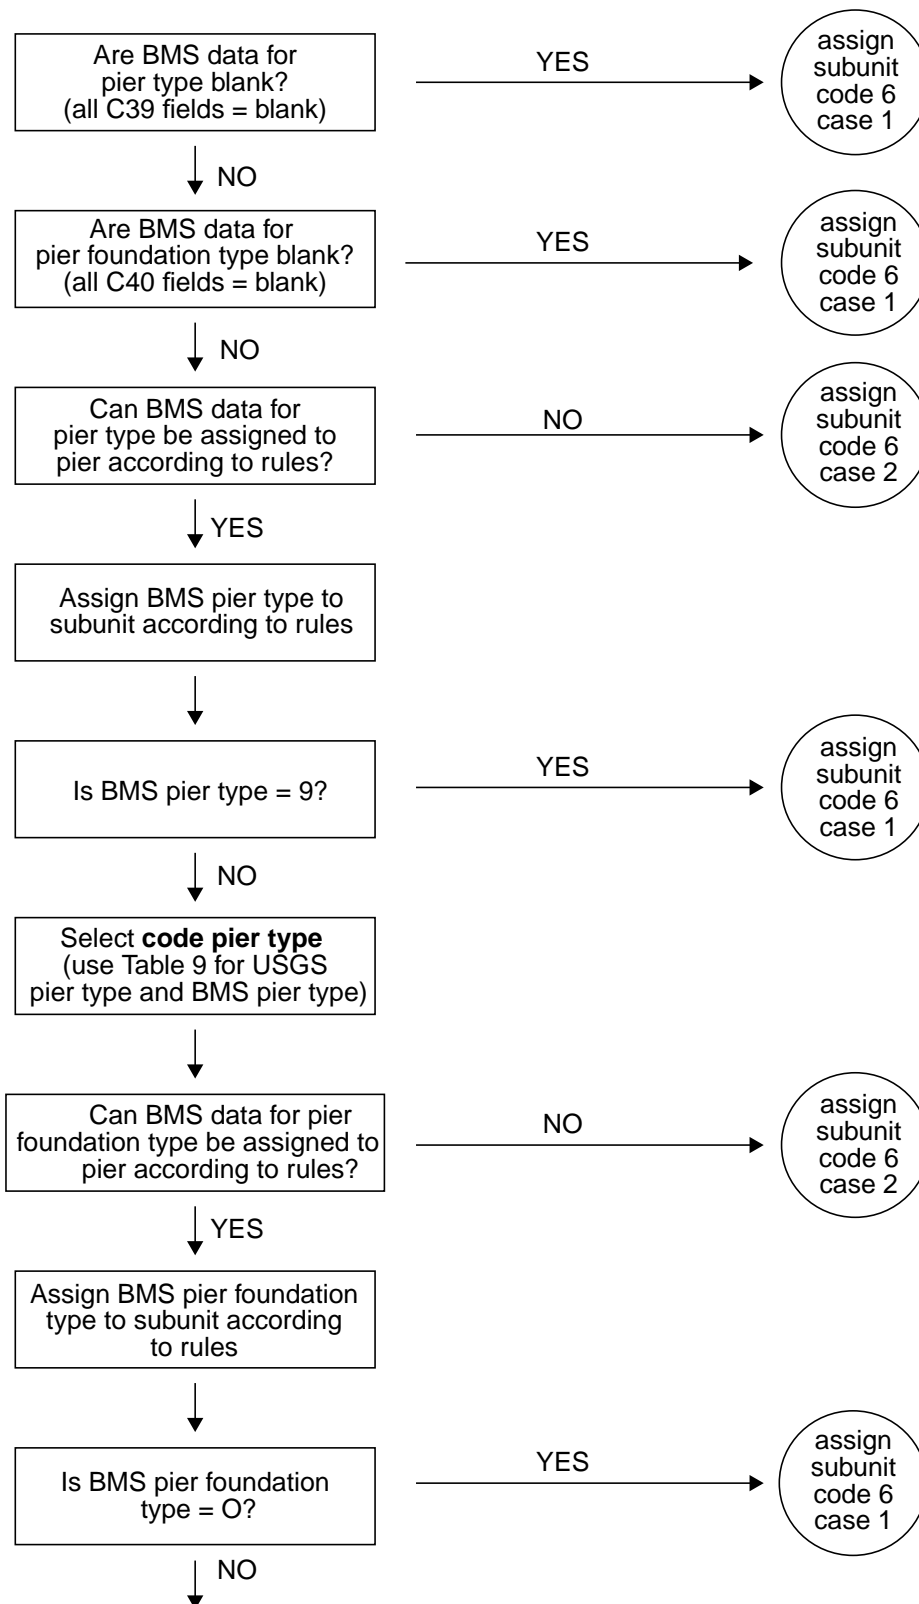 Are BMS data for
pier type blank?
(all C39 fields = blank)
YES
assign
subunit
code 6
case 1
NO
Are BMS data for
pier foundation type blank?
(all C40 fields = blank)
YES
assign
subunit
code 6
case 1
NO
Can BMS data for
pier type be assigned to
pier according to rules?
NO
assign
subunit
code 6
case 2
YES
Assign BMS pier type to
subunit according to rules
Is BMS pier type = 9?
YES
assign
subunit
code 6
case 1
NO
Select code pier type
(use Table 9 for USGS
pier type and BMS pier type)
Can BMS data for pier
foundation type be assigned to
pier according to rules?
NO
assign
subunit
code 6
case 2
YES
Assign BMS pier foundation
type to subunit according
to rules
Is BMS pier foundation
type = O?
YES
assign
subunit
code 6
case 1
NO